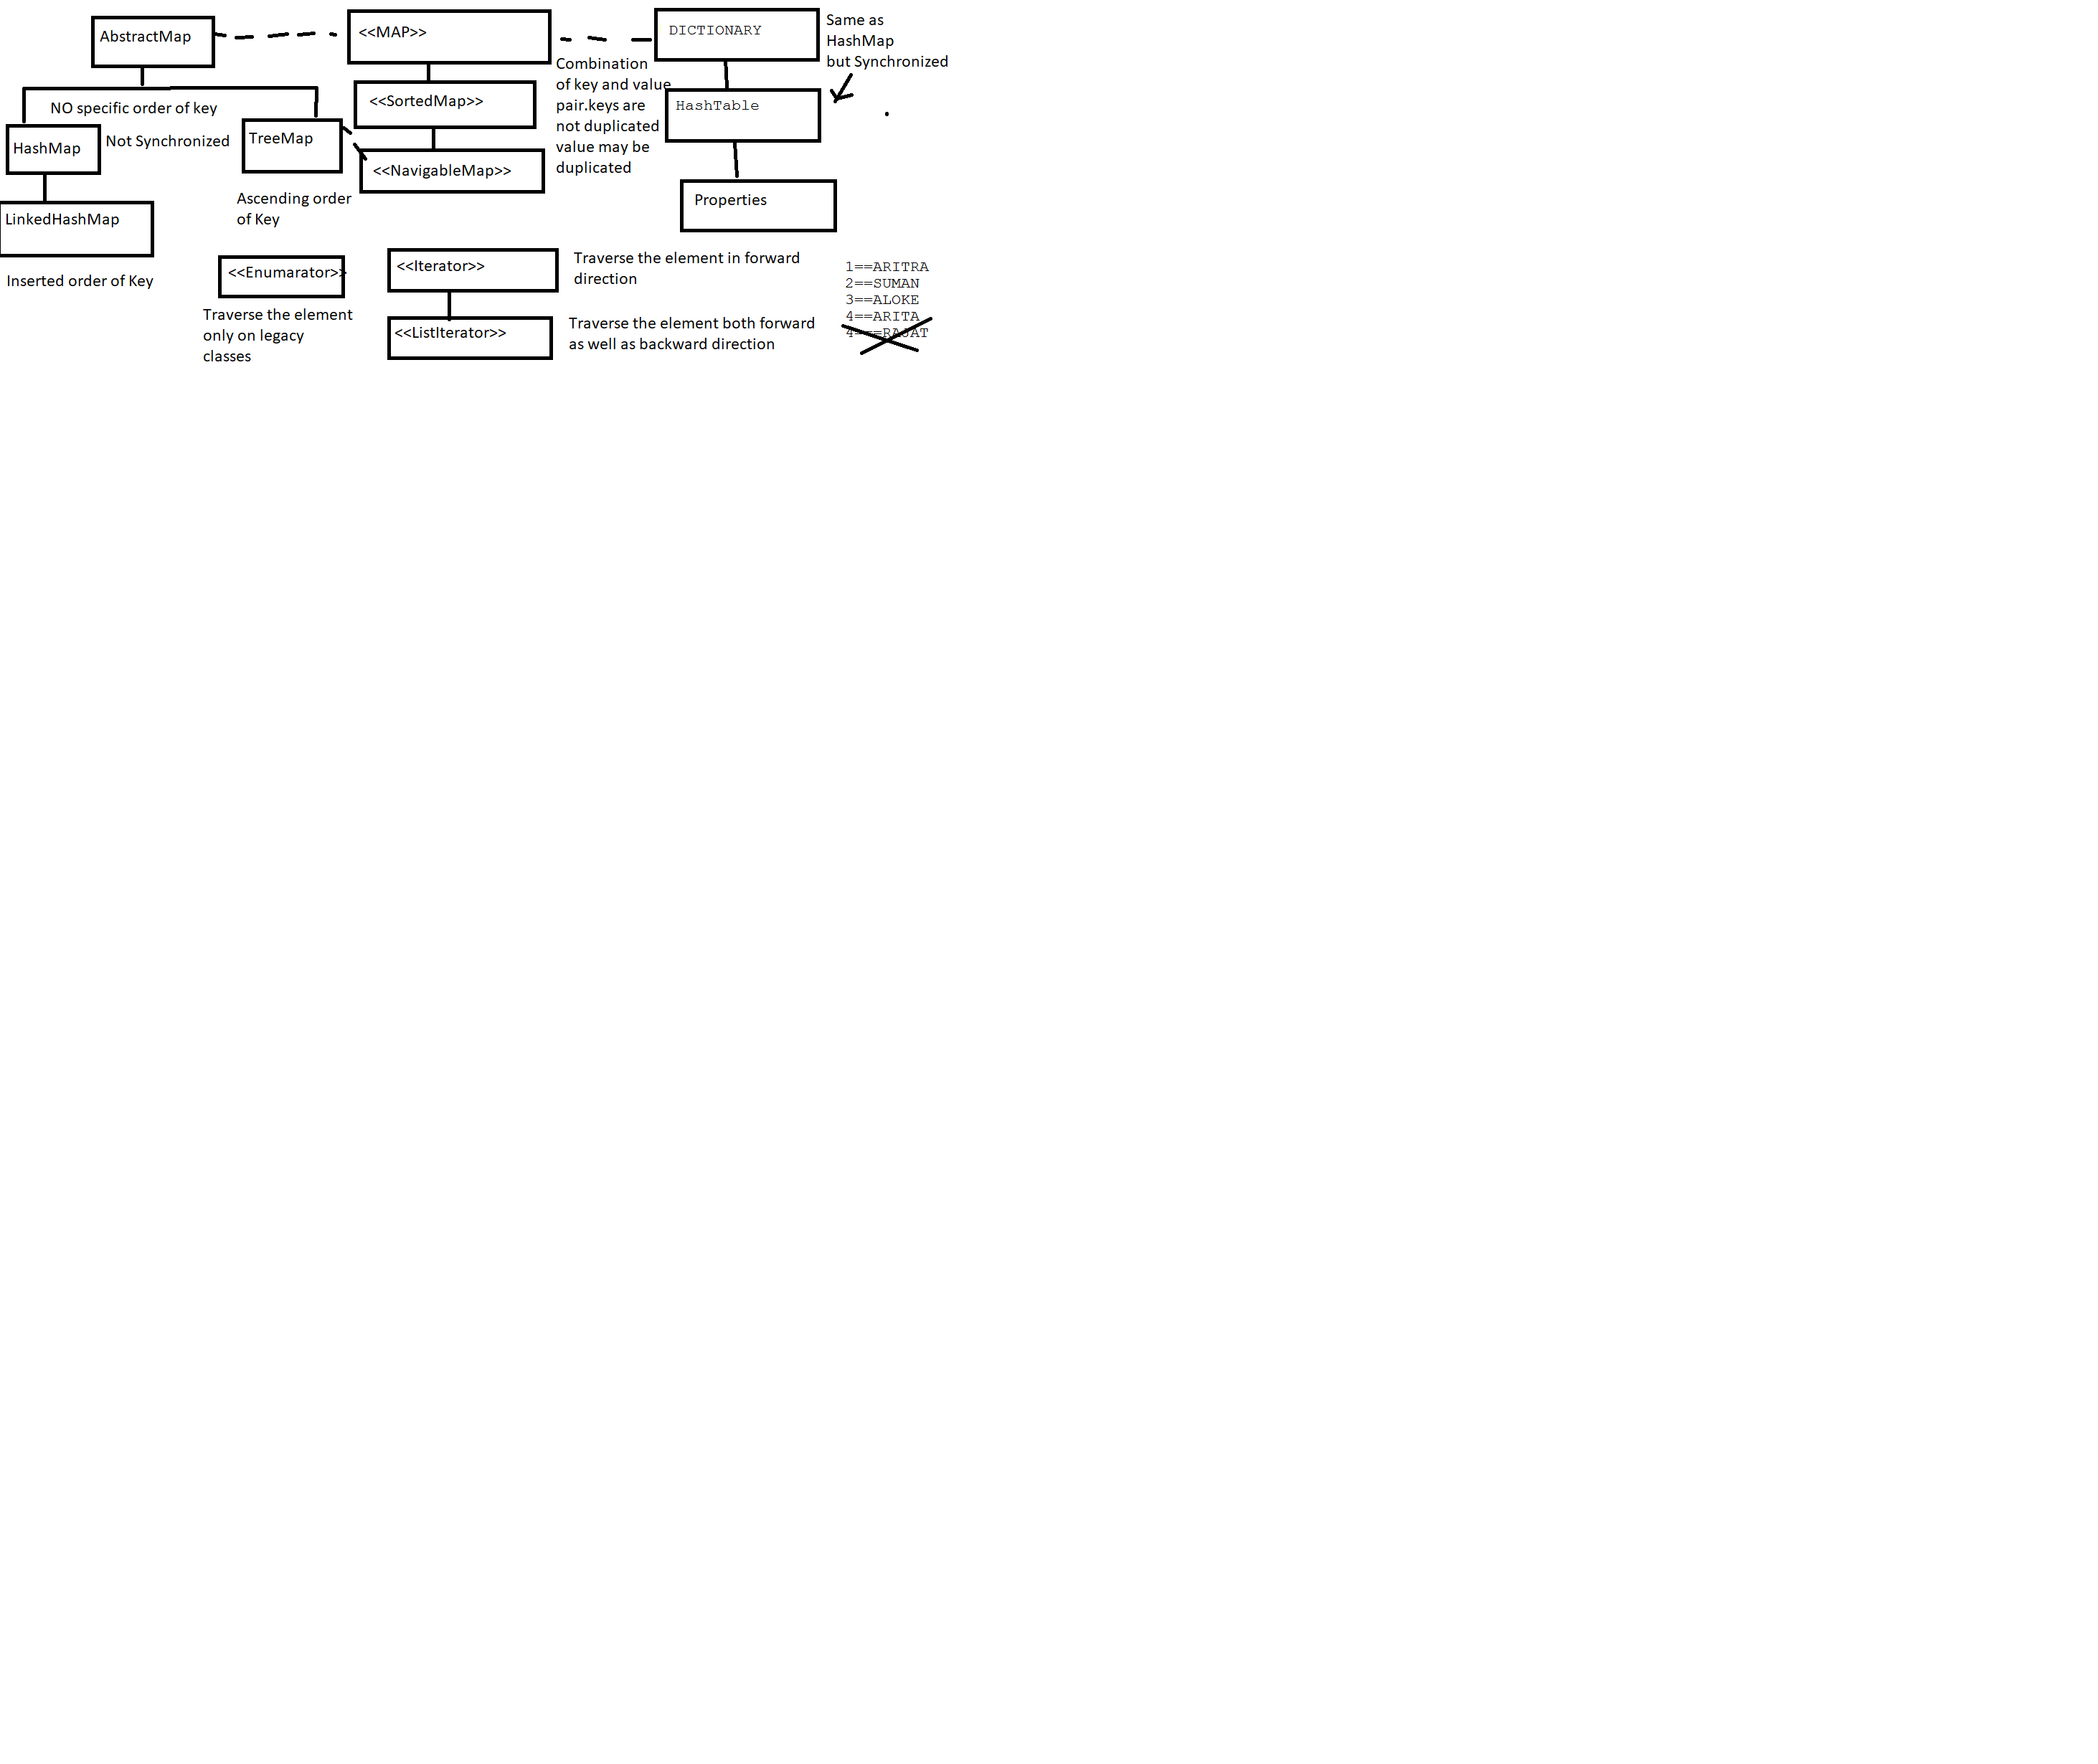 AbstractMap
<<MAP>>
DICTIONARY
Same as
HashMap
but Synchronized
Combination
of key and value
pair.keys are
not duplicated
value may be
duplicated
<<SortedMap>>
HashTable
NO specific order of key
HashMap
Not Synchronized
TreeMap
<<NavigableMap>>
Ascending order
of Key
Properties
LinkedHashMap
Inserted order of Key
<<Enumarator>>
Traverse the element
only on legacy
classes
<<Iterator>>
Traverse the element in forward
direction
<<ListIterator>>
Traverse the element both forward
as well as backward direction
1==ARITRA
2==SUMAN
3==ALOKE
4==ARITA
4===RAJAT